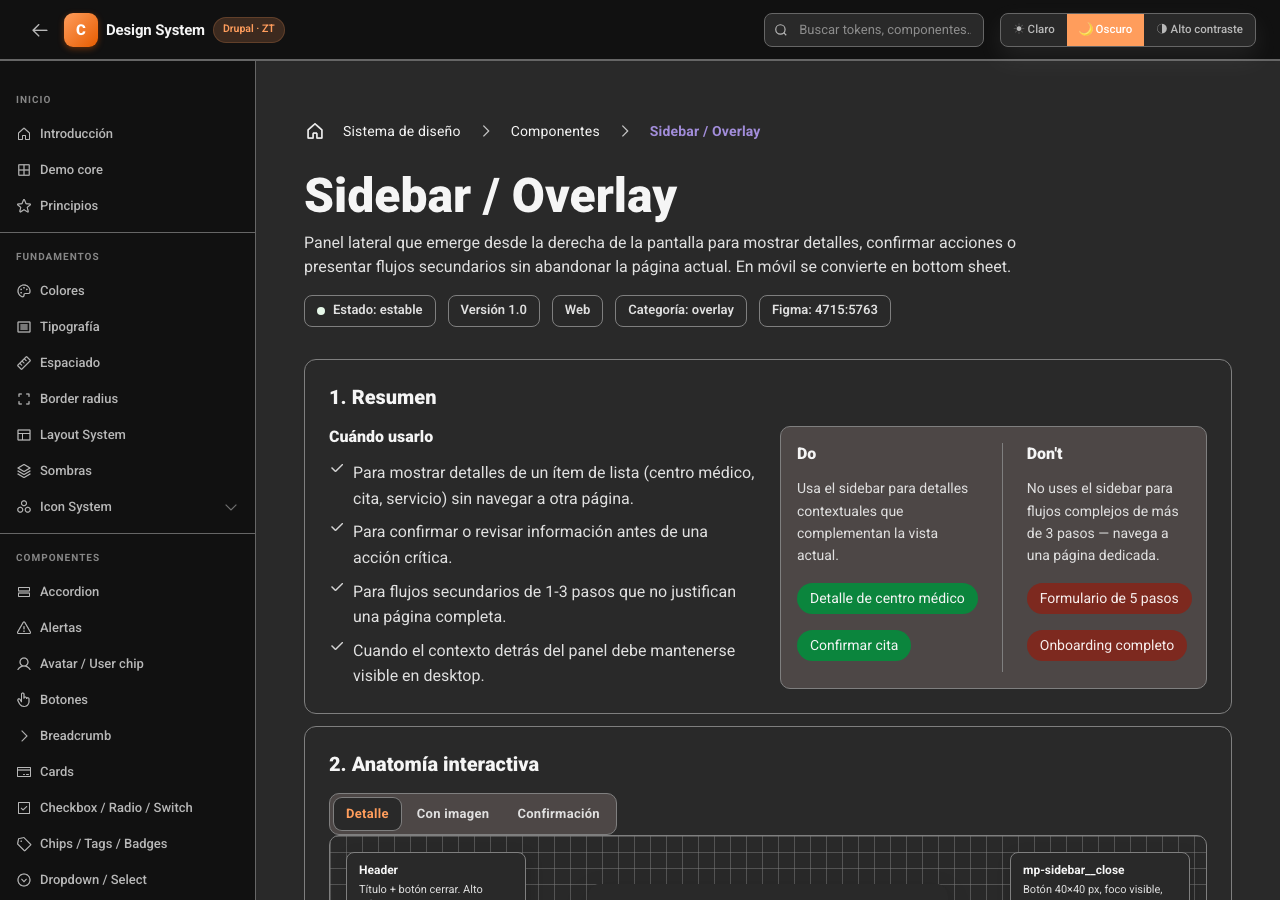 C
Design System
Drupal · ZT
Buscar tokens, componentes..
Claro
Oscuro
Alto contraste
INICIO
Introducción
Demo core
Principios
FUNDAMENTOS
Colores
Tipografía
Espaciado
Border radius
Layout System
Sombras
Icon System
COMPONENTES
Accordion
Alertas
Avatar / User chip
Botones
Breadcrumb
Cards
Checkbox / Radio / Switch
Chips / Tags / Badges
Dropdown / Select
Sistema de diseño
Componentes
Sidebar / Overlay
Sidebar / Overlay
Panel lateral que emerge desde la derecha de la pantalla para mostrar detalles, confirmar acciones o
presentar flujos secundarios sin abandonar la página actual. En móvil se convierte en bottom sheet.
Estado: estable
Versión 1.0
Web
Categoría: overlay
Figma: 4715:5763
1. Resumen
Cuándo usarlo
Para mostrar detalles de un ítem de lista (centro médico,
cita, servicio) sin navegar a otra página.
Para confirmar o revisar información antes de una
acción crítica.
Para flujos secundarios de 1-3 pasos que no justifican
una página completa.
Cuando el contexto detrás del panel debe mantenerse
visible en desktop.
Do
Usa el sidebar para detalles
contextuales que
complementan la vista
actual.
Detalle de centro médico
Confirmar cita
Don't
No uses el sidebar para
flujos complejos de más
de 3 pasos — navega a
una página dedicada.
Formulario de 5 pasos
Onboarding completo
2. Anatomía interactiva
Detalle
Con imagen
Confirmación
Header
Título + botón cerrar. Alto
mp-sidebar__close
Botón 40×40 px, foco visible,